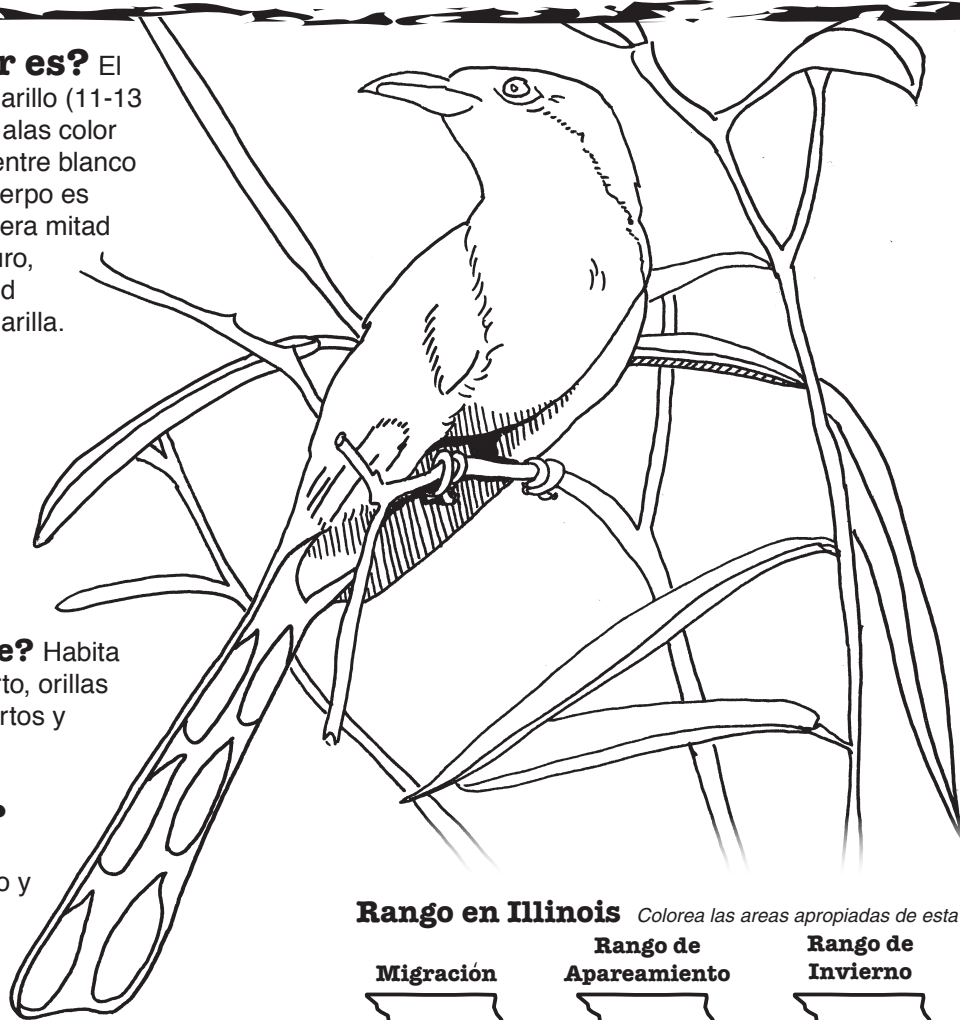 r es? El
arillo (11-13
alas color
entre blanco
erpo es
era mitad
uro,
d
arilla.
e? Habita
rto, orillas
rtos y
o y
Rango en Illinois Colorea las areas apropiadas de esta
Migración
Rango de
Apareamiento
Rango de
Invierno